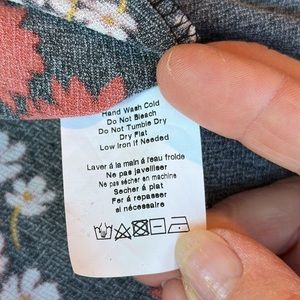 Hand Wash Cold
Do Not Bleach
Do Not Tumble Dry
Dry Flat
Low Iron if Needed
Laver á la main á l'eau froide
Ne pas javelliser
Ne pas sécher en machine
Sécher á plat
Fer á repasser
si nécessaire